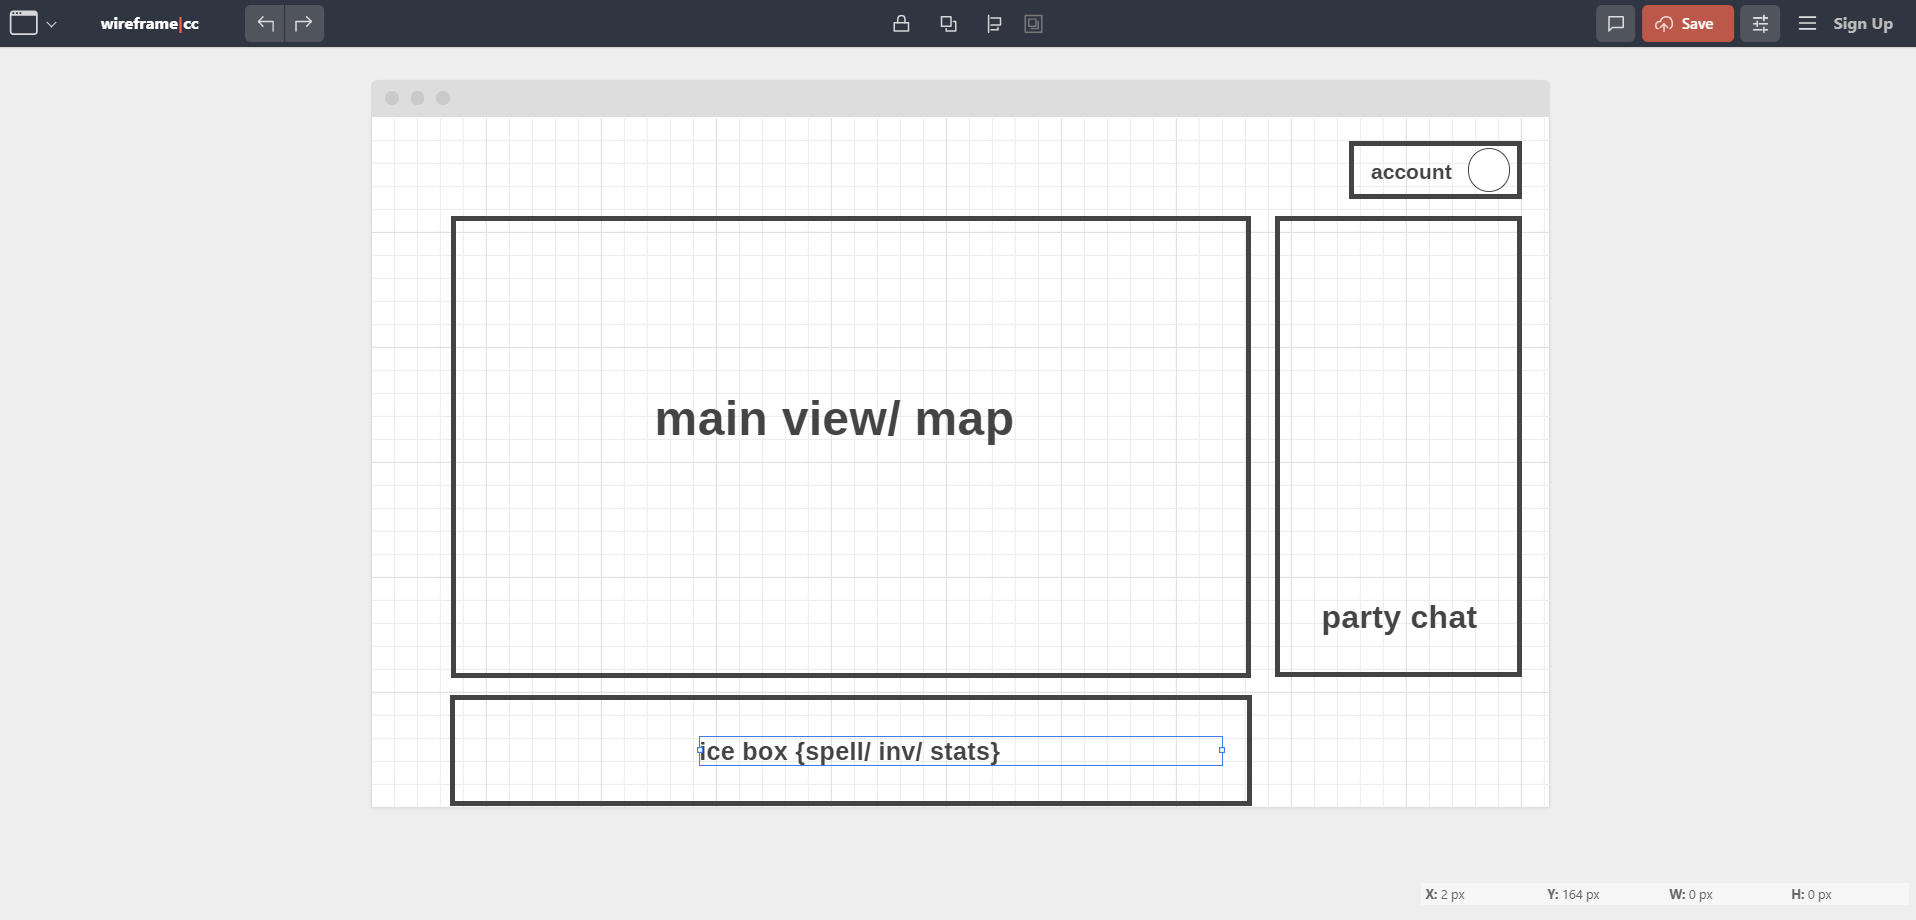 wireframe|cc
Save
Sign Up
account
main view/ map
party chat
ice box {spell/ inv/ stats}
X: 2 px Y: 164 px W: 0 px H: 0 px